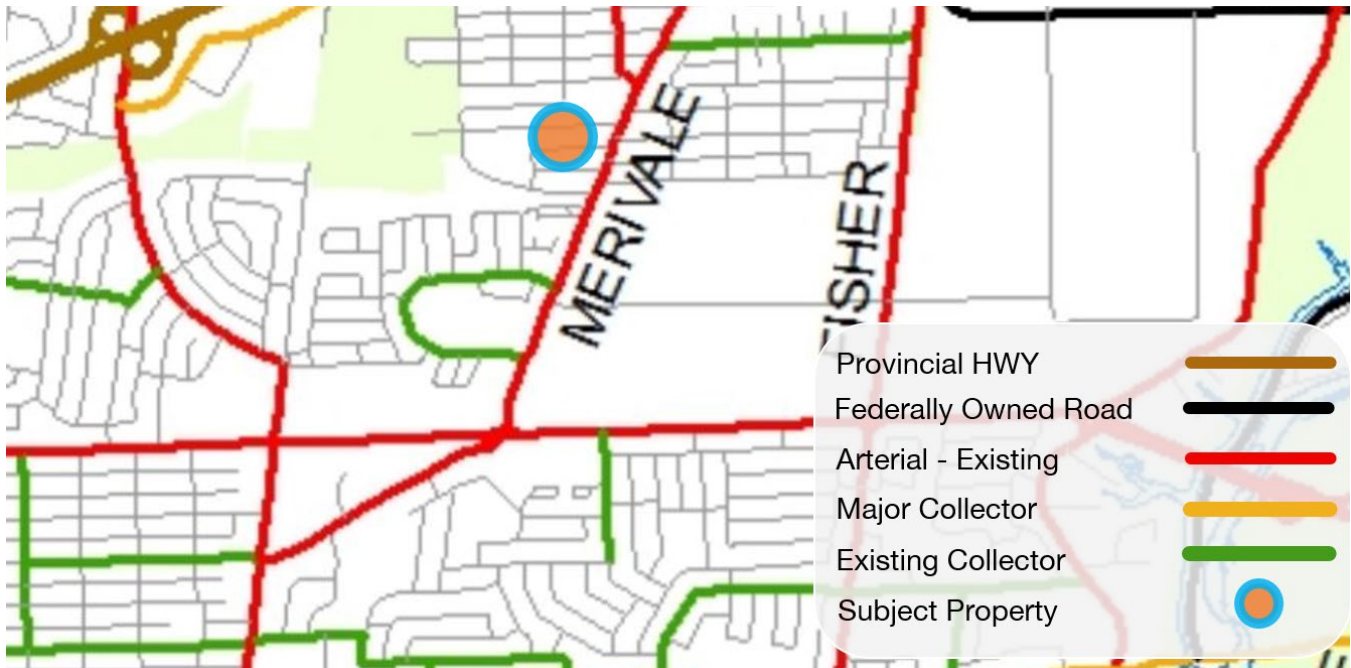 MERIVALE
FISHER
Provincial HWY
Federally Owned Road
Arterial - Existing
Major Collector
Existing Collector
Subject Property